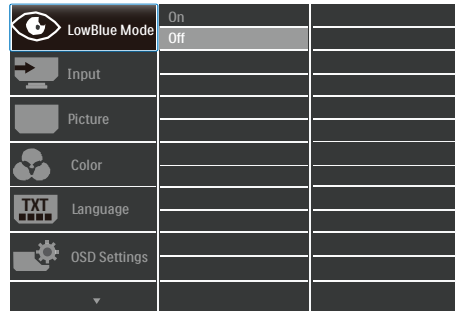 LowBlue Mode
On
Off
Input
Picture
Color
TXT
Language
OSD Settings